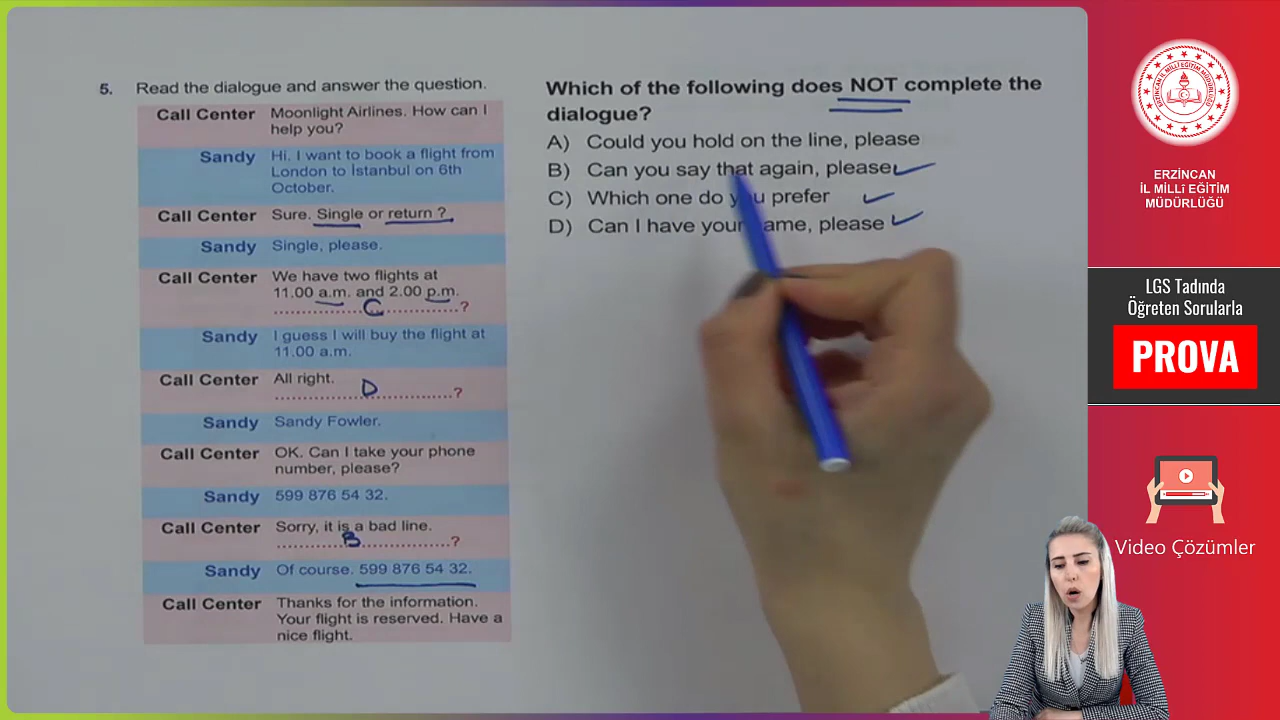 5. Read the dialogue and answer the question.
Call Center Moonlight Airlines. How can I
help you?
Sandy Hi. I want to book a flight from
London to İstanbul on 6th
October.
Call Center Sure. Single or return ?
Sandy Single, please.
Call Center We have two flights at
11.00 a.m. and 2.00 p.m.
.................C.................?
Sandy I guess I will buy the flight at
11.00 a.m.
Call Center All right.
.................D.................?
Sandy Sandy Fowler.
Call Center OK. Can I take your phone
number, please?
Sandy 599 876 54 32.
Call Center Sorry, it is a bad line.
.................B.................?
Sandy Of course. 599 876 54 32.
Call Center Thanks for the information.
Your flight is reserved. Have a
nice flight.
Which of the following does NOT complete the
dialogue?
A) Could you hold on the line, please
B) Can you say that again, please
C) Which one do you prefer
D) Can I have your name, please
ERZİNCAN
İL MİLLÎ EĞİTİM
MÜDÜRLÜĞÜ
LGS Tadında
Öğreten Sorularla
PROVA
Video Çözümler